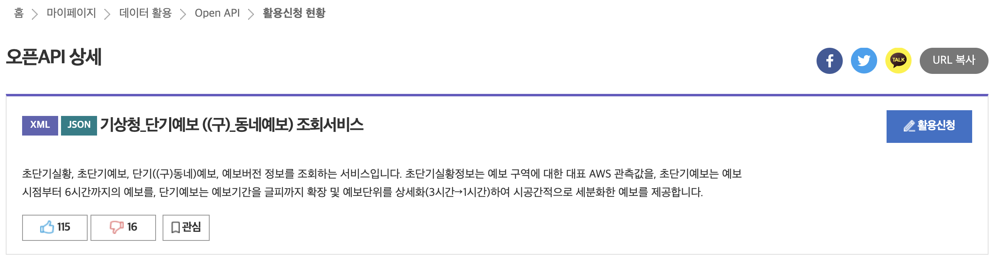 홈 > 마이페이지 > 데이터 활용 > Open API > 활용신청 현황
오픈API 상세
TALK
URL 복사
XML JSON 기상청_단기예보 ((구)_동네예보) 조회서비스
활용신청
초단기실황, 초단기예보, 단기((구)동네)예보, 예보버전 정보를 조회하는 서비스입니다. 초단기실황정보는 예보 구역에 대한 대표 AWS 관측값을, 초단기예보는 예보
시점부터 6시간까지의 예보를, 단기예보는 예보기간을 글피까지 확장 및 예보단위를 상세화(3시간→1시간)하여 시공간적으로 세분화한 예보를 제공합니다.
115 16 관심